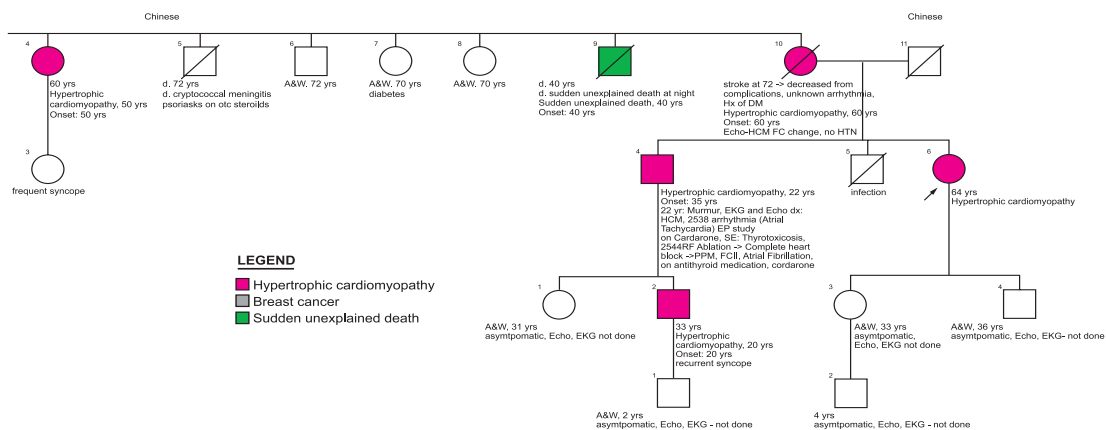 Chinese
Chinese
4
5
6
7
8
9
10
11
60 yrs
Hypertrophic
cardiomyopathy, 50 yrs
Onset: 50 yrs
d. 72 yrs
d. cryptococcal meningitis
psoriasks on otc steroilds
A&W. 72 yrs
A&W. 70 yrs
diabetes
A&W. 70 yrs
d. 40 yrs
d. sudden unexplained death at night
Sudden unexplained death, 40 yrs
Onset: 40 yrs
stroke at 72 -> decreased from
complications, unknown arrhythmia,
Hx of DM
Hypertrophic cardiomyopathy, 60 yrs
Onset: 60 yrs
Echo-HCM FC change, no HTN
3
frequent syncope
4
5
6
Hypertrophic cardiomyopathy, 22 yrs
Onset: 35 yrs
22 yr: Murmur, EKG and Echo dx:
HCM, 2538 arrhythmia (Atrial
Tachycardia) EP study
on Cardarone, SE: Thyrotoxicosis,
2544RF Ablation -> Complete heart
block ->PPM, FCII, Atrial Fibrillation,
on antithyroid medication, cordarone
infection
64 yrs
Hypertrophic cardiomyopathy
LEGEND
Hypertrophic cardiomyopathy
Breast cancer
Sudden unexplained death
1
2
3
4
A&W, 31 yrs
asymtpomatic, Echo, EKG not done
33 yrs
Hypertrophic
cardiomyopathy, 20 yrs
Onset: 20 yrs
recurrent syncope
A&W, 33 yrs
asymtpomatic,
Echo, EKG not done
A&W, 36 yrs
asymtpomatic, Echo, EKG- not done
1
2
A&W, 2 yrs
asymtpomatic, Echo, EKG - not done
4 yrs
asymtpomatic, Echo, EKG - not done